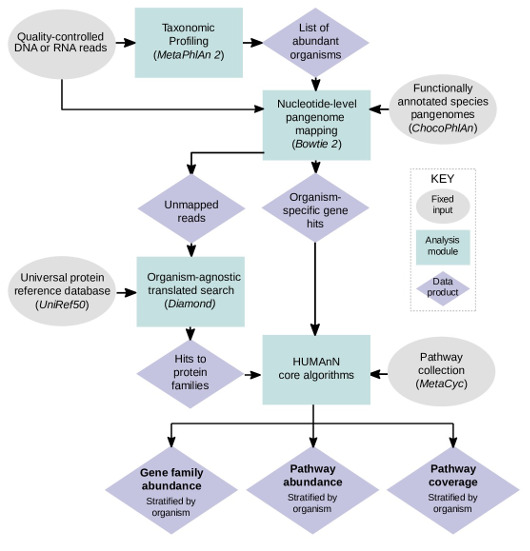 Quality-controlled
DNA or RNA reads
Taxonomic
Profiling
(MetaPhlAn 2)
List of
abundant
organisms
Nucleotide-level
pangenome
mapping
(Bowtie 2)
Functionally
annotated species
pangenomes
(ChocoPhlAn)
KEY
Fixed
input
Analysis
module
Data
product
Unmapped
reads
Organism-
specific gene
hits
Universal protein
reference database
(UniRef50)
Organism-agnostic
translated search
(Diamond)
Hits to
protein
families
HUMAnN
core algorithms
Pathway
collection
(MetaCyc)
Gene family
abundance
Stratified by
organism
Pathway
abundance
Stratified by
organism
Pathway
coverage
Stratified by
organism